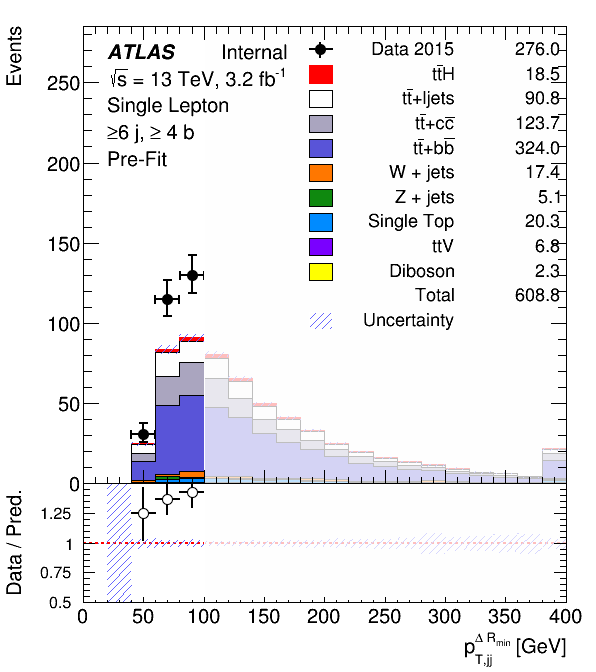 Events
ATLAS Internal
√s = 13 TeV, 3.2 fb⁻¹
Single Lepton
≥6 j, ≥ 4 b
Pre-Fit
Data 2015 276.0
tt̄H 18.5
tt̄+ljets 90.8
tt̄+cc̄ 123.7
tt̄+bb̄ 324.0
W + jets 17.4
Z + jets 5.1
Single Top 20.3
ttV 6.8
Diboson 2.3
Total 608.8
Uncertainty
250
200
150
100
50
0
Data / Pred.
1.25
1
0.75
0.5
0 50 100 150 200 250 300 350 400
p_{T,jj}^{Δ R_{min}} [GeV]